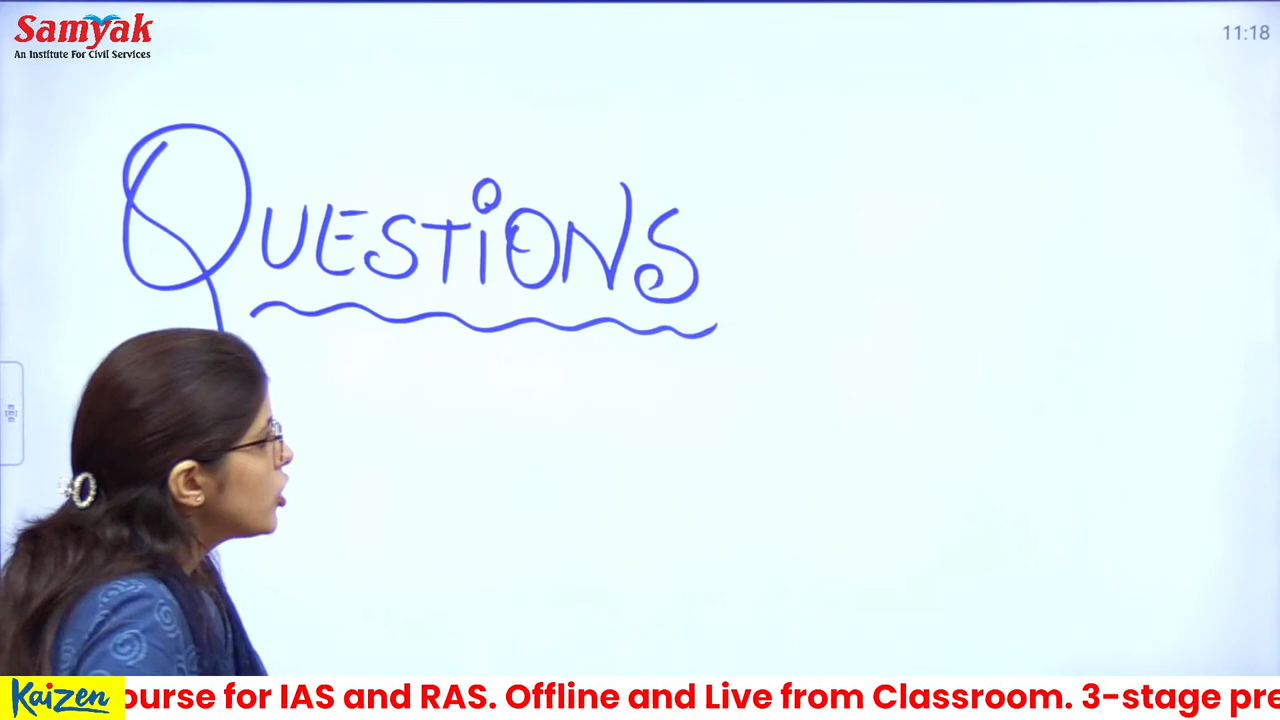 Samyak
An Institute For Civil Services
11:18
QUESTiONS
Kaizen
ourse for IAS and RAS. Offline and Live from Classroom. 3-stage pre